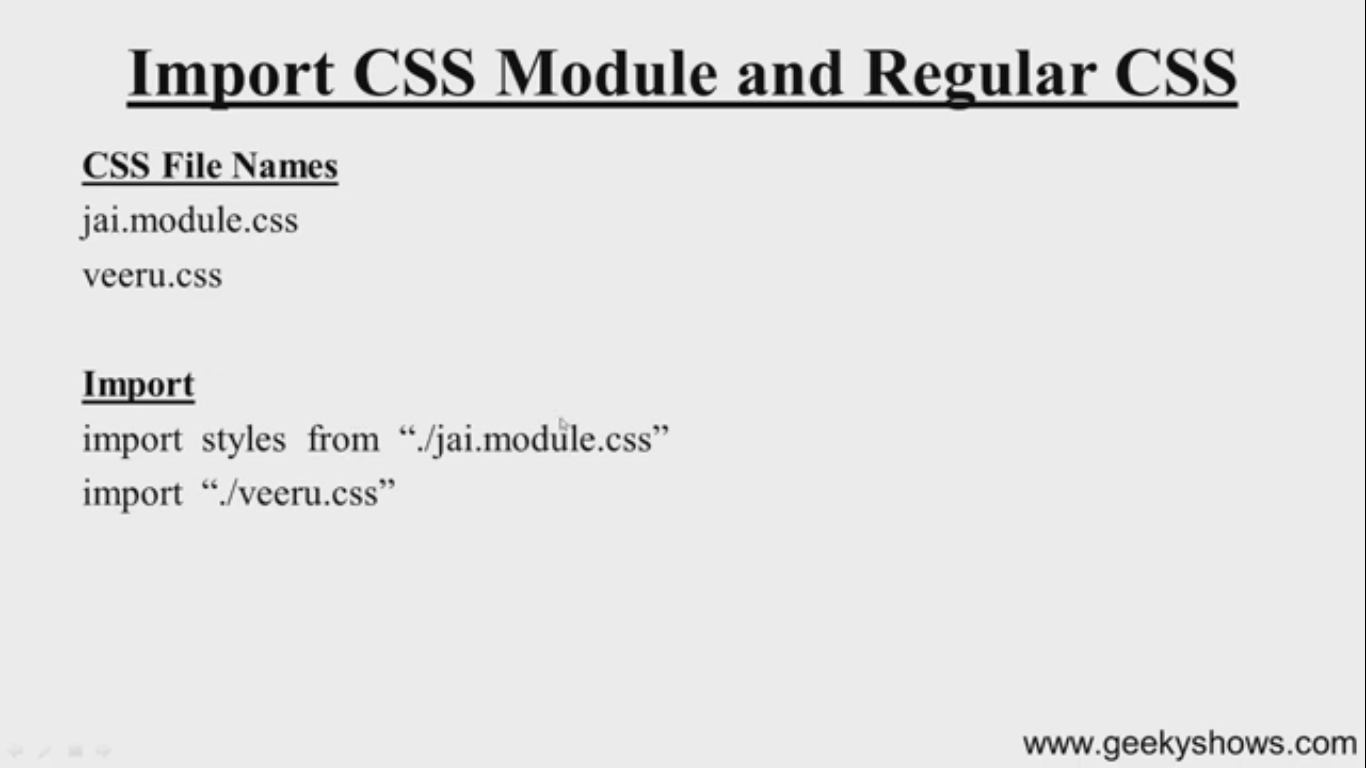 Import CSS Module and Regular CSS
CSS File Names
jai.module.css
veeru.css
Import
import styles from “./jai.module.css”
import “./veeru.css”
www.geekyshows.com